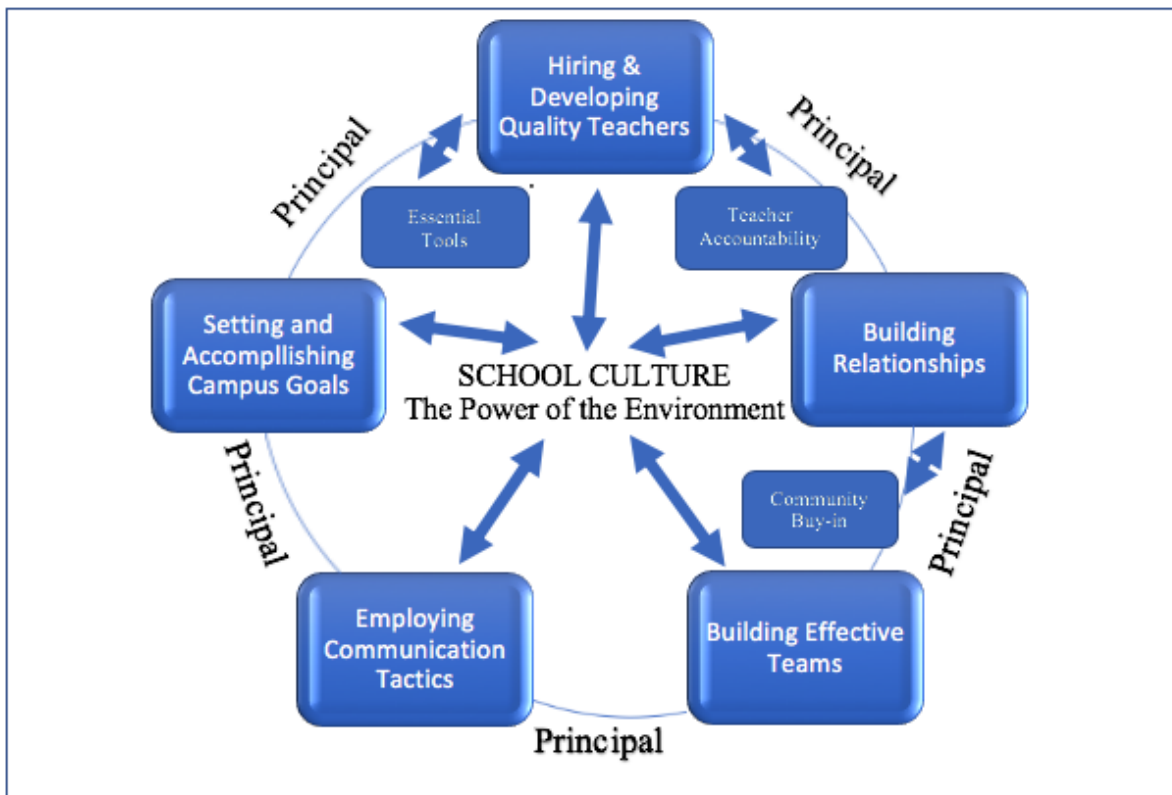 Hiring &
Developing
Quality Teachers
Principal
Principal
Essential
Tools
Teacher
Accountability
Setting and
Accompllishing
Campus Goals
Building
Relationships
SCHOOL CULTURE
The Power of the Environment
Principal
Community
Buy-in
Principal
Employing
Communication
Tactics
Building Effective
Teams
Principal